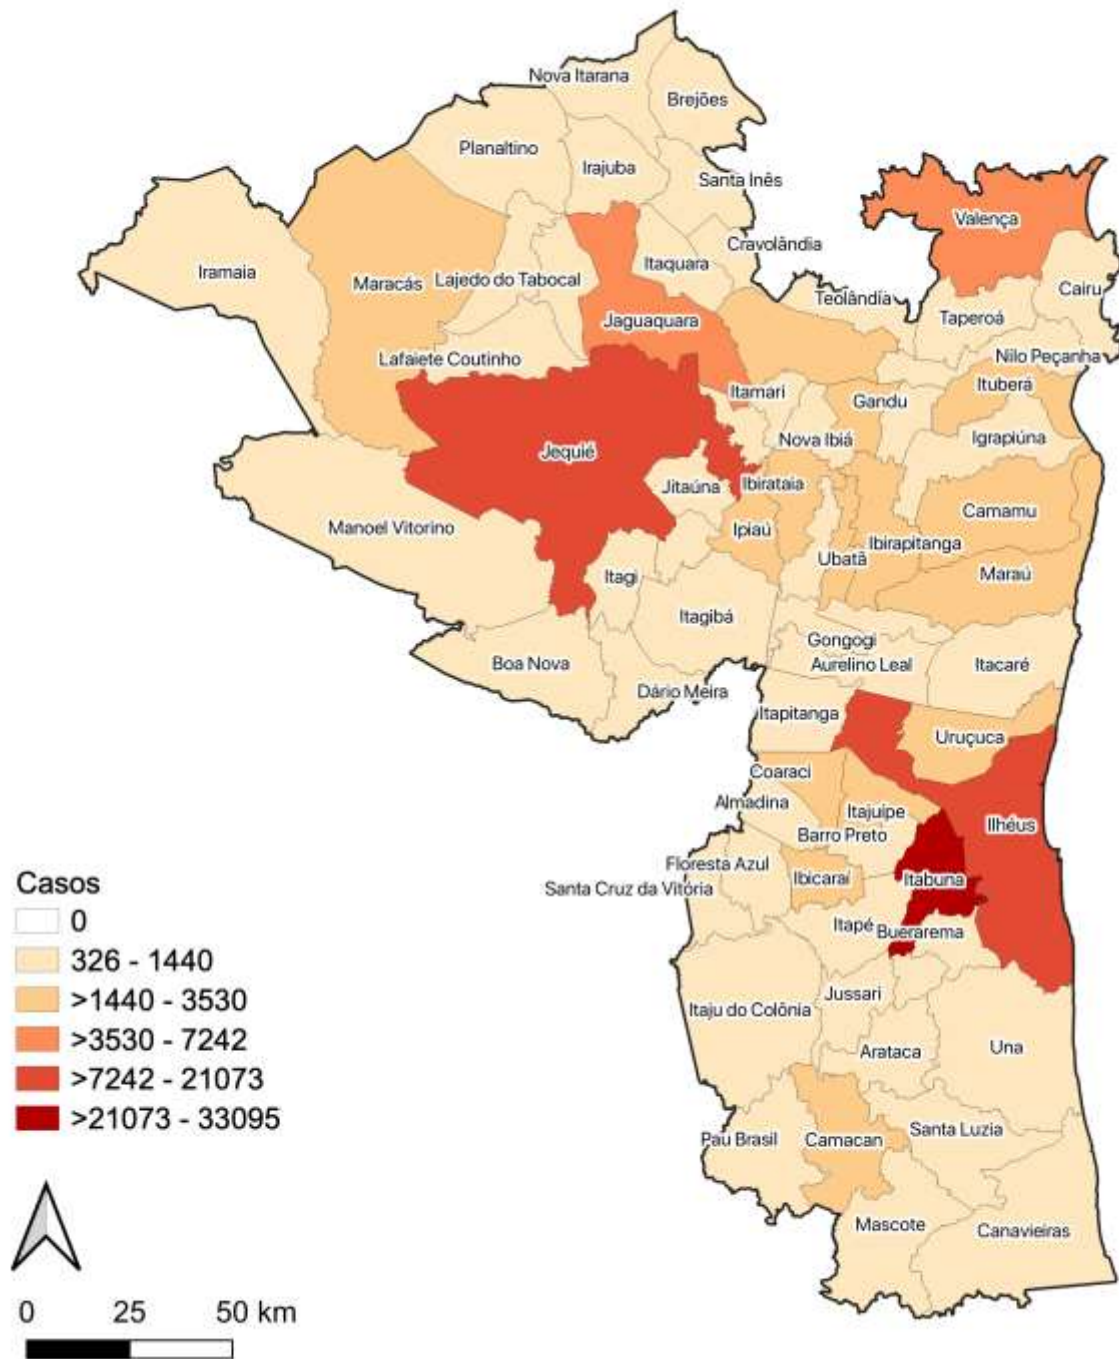 Nova Itarana
Brejões
Planaltino
Irajuba
Santa Inês
Valença
Cravolândia
Itaquara
Iramaia
Lajedo do Tabocal
Maracás
Cairu
Teolândia
Taperoá
Jaguaquara
Nilo Peçanha
Lafaiete Coutinho
Ituberá
Itamari
Gandu
Nova Ibiá
Igrapiúna
Jequié
Ibirataia
Jitaúna
Camamu
Manoel Vitorino
Ipiaú
Ibirapitanga
Ubatã
Maraú
Itagi
Itagibá
Gongogi
Boa Nova
Aurelino Leal
Itacaré
Dário Meira
Itapitanga
Uruçuca
Coaraci
Almadina
Itajuípe
Ilhéus
Barro Preto
Floresta Azul
Ibicaraí
Itabuna
Santa Cruz da Vitória
Itapé
Buerarema
Jussari
Itaju do Colônia
Una
Arataca
Santa Luzia
Pau Brasil
Camacan
Mascote
Canavieiras
Casos
0
326 - 1440
>1440 - 3530
>3530 - 7242
>7242 - 21073
>21073 - 33095
0 25 50 km